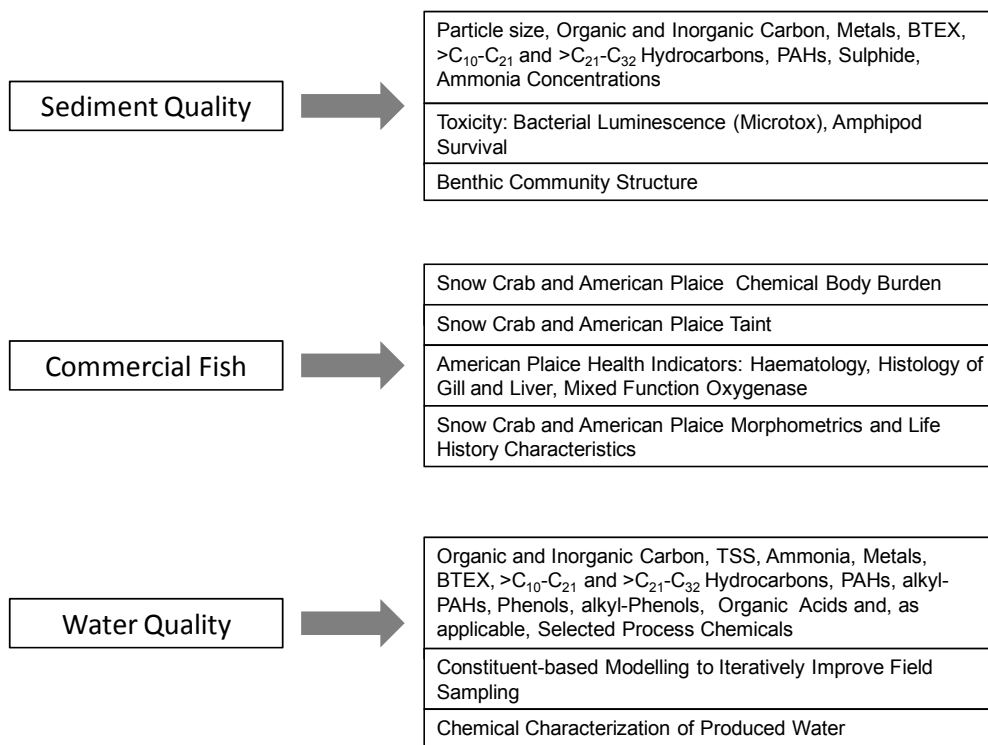 Sediment Quality
Particle size, Organic and Inorganic Carbon, Metals, BTEX,
>C₁₀-C₂₁ and >C₂₁-C₃₂ Hydrocarbons, PAHs, Sulphide,
Ammonia Concentrations
Toxicity: Bacterial Luminescence (Microtox), Amphipod
Survival
Benthic Community Structure
Commercial Fish
Snow Crab and American Plaice Chemical Body Burden
Snow Crab and American Plaice Taint
American Plaice Health Indicators: Haematology, Histology of
Gill and Liver, Mixed Function Oxygenase
Snow Crab and American Plaice Morphometrics and Life
History Characteristics
Water Quality
Organic and Inorganic Carbon, TSS, Ammonia, Metals,
BTEX, >C₁₀-C₂₁ and >C₂₁-C₃₂ Hydrocarbons, PAHs, alkyl-
PAHs, Phenols, alkyl-Phenols, Organic Acids and, as
applicable, Selected Process Chemicals
Constituent-based Modelling to Iteratively Improve Field
Sampling
Chemical Characterization of Produced Water